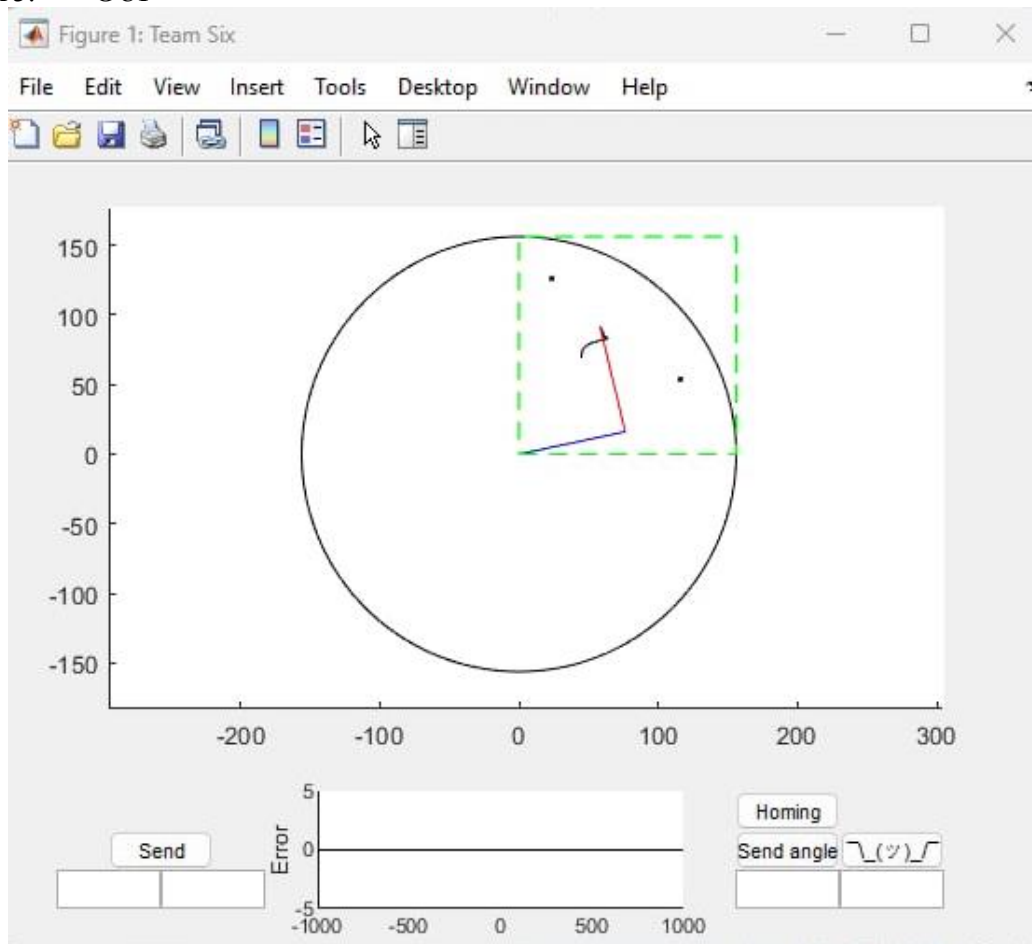 Figure 1: Team Six
File Edit View Insert Tools Desktop Window Help
150
100
50
0
-50
-100
-150
-200 -100 0 100 200 300
5
Homing
Send Error 0 Send angle ¯\_(ツ)_/¯
-5
-1000 -500 0 500 1000